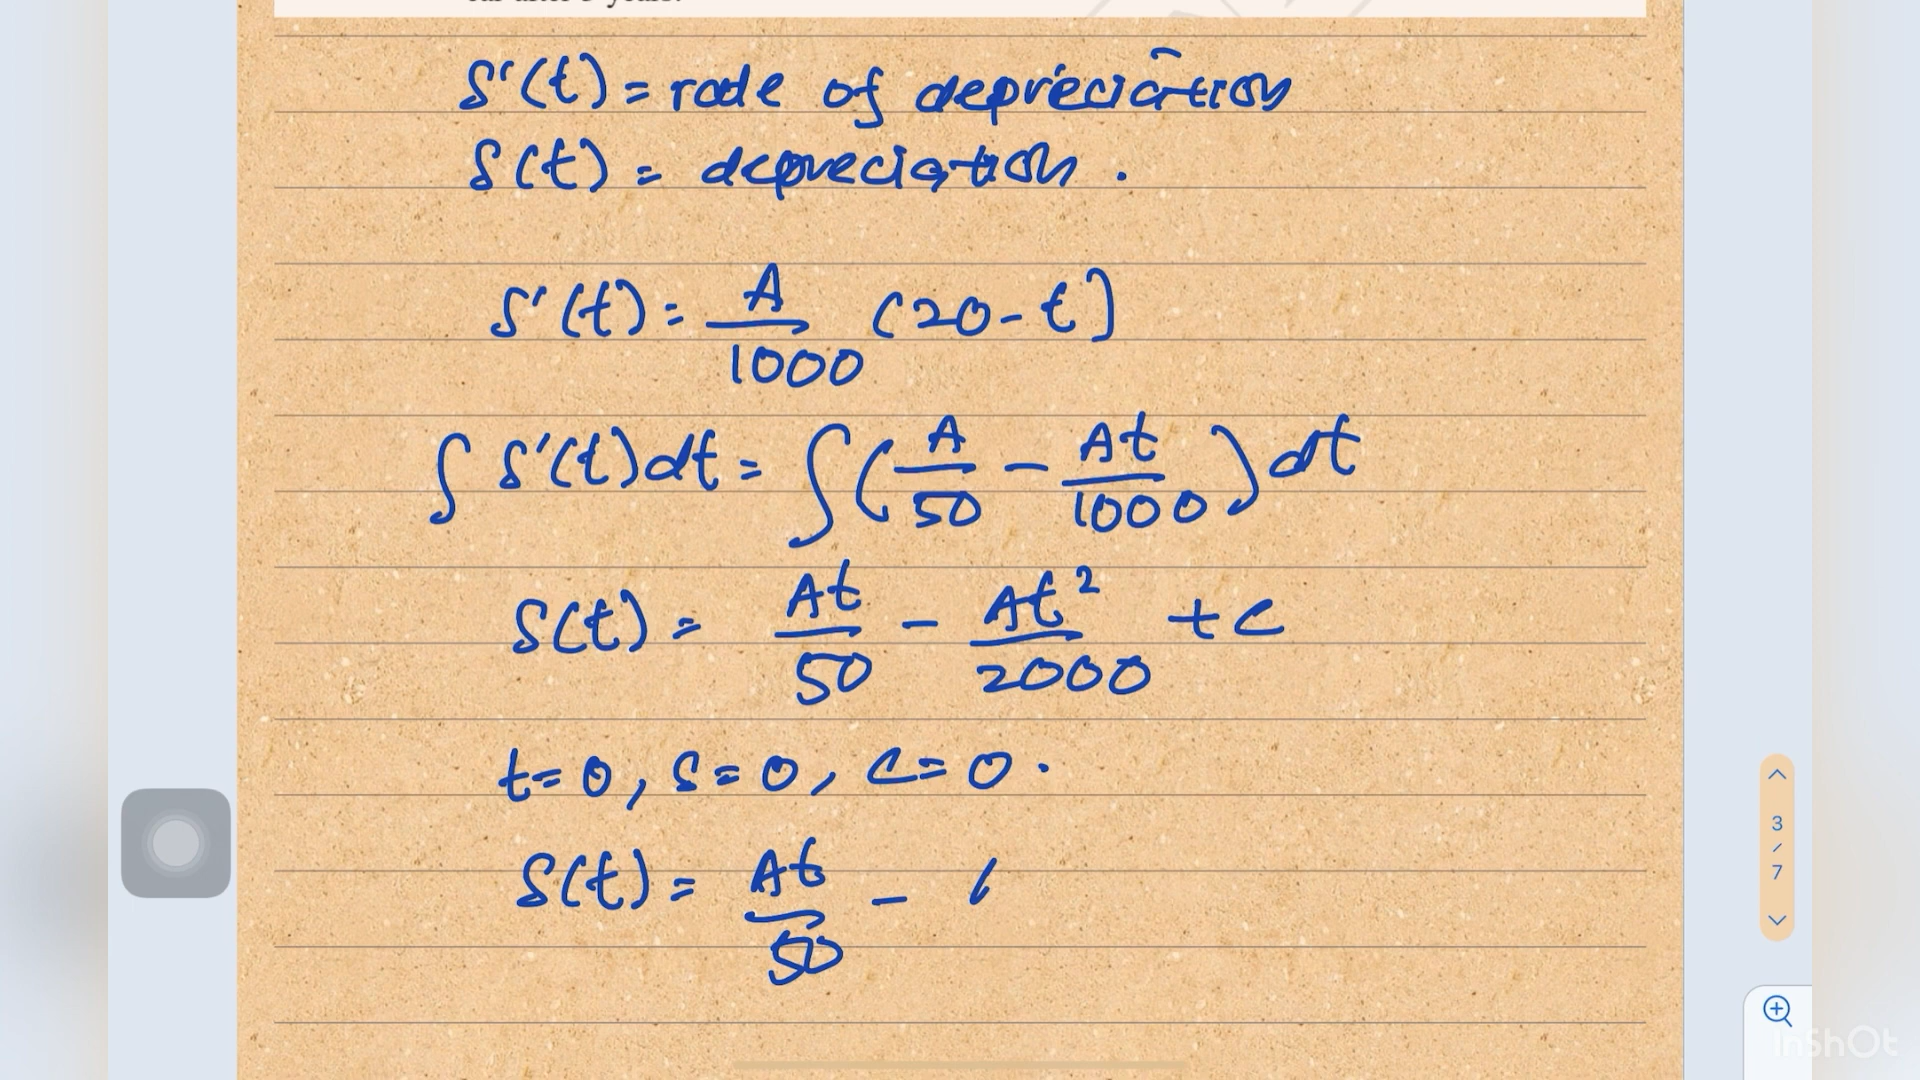 S'(t) = rate of depreciation
S(t) = depreciation.
S'(t) = A/1000 (20-t)
∫ S'(t)dt = ∫(A/50 - At/1000)dt
S(t) = At/50 - At²/2000 + c
t=0, S=0, c=0.
S(t) = At/50 -
3
/
7
InShOt